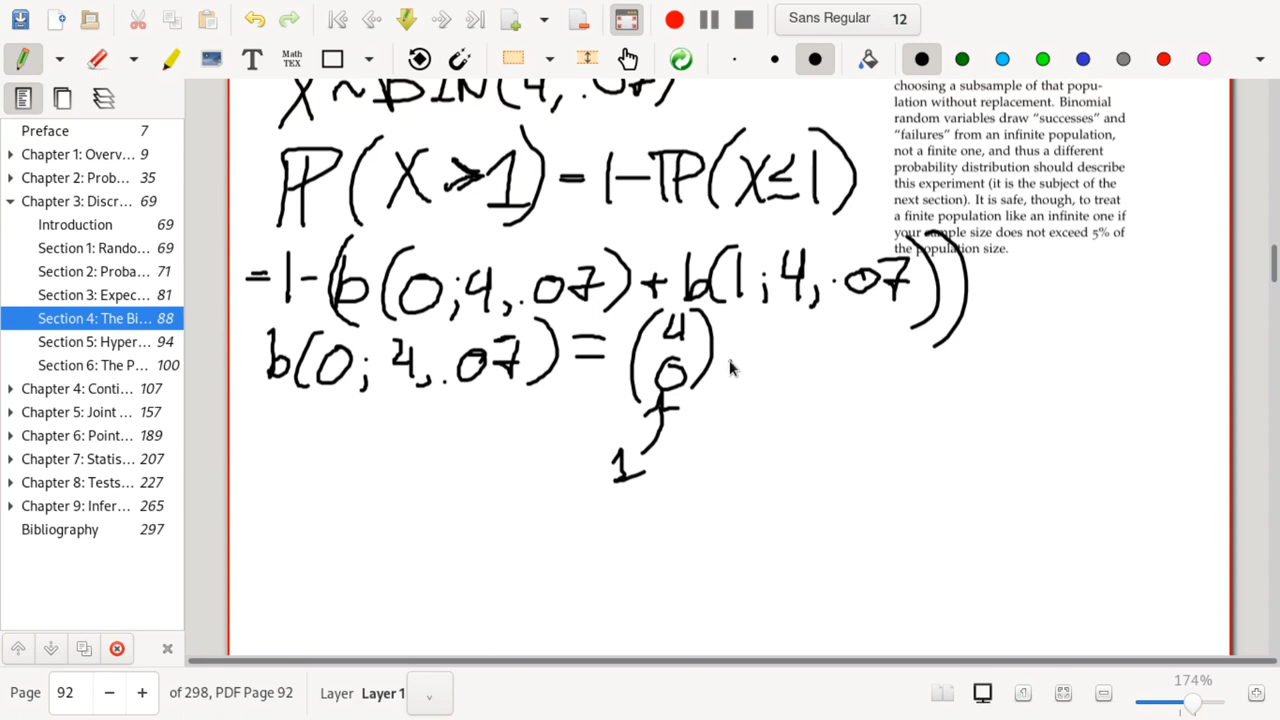 Sans Regular 12
T Math TEX
Preface 7
Chapter 1: Overv... 9
Chapter 2: Prob... 35
Chapter 3: Discr... 69
Introduction 69
Section 1: Rando... 69
Section 2: Proba... 71
Section 3: Expec... 81
Section 4: The Bi... 88
Section 5: Hyper... 94
Section 6: The P... 100
Chapter 4: Conti... 107
Chapter 5: Joint ... 157
Chapter 6: Point... 189
Chapter 7: Statis... 207
Chapter 8: Tests... 227
Chapter 9: Infer... 265
Bibliography 297
X ~ BIN(4, .07)
ℙ(X > 1) = 1 − ℙ(X ≤ 1)
= 1 − (b(0; 4, .07) + b(1; 4, .07))
b(0; 4, .07) = (4 0)
1
choosing a subsample of that popu-
lation without replacement. Binomial
random variables draw “successes” and
“failures” from an infinite population,
not a finite one, and thus a different
probability distribution should describe
this experiment (it is the subject of the
next section). It is safe, though, to treat
a finite population like an infinite one if
your sample size does not exceed 5% of
the population size.
Page 92 − + of 298, PDF Page 92 Layer Layer 1 174%